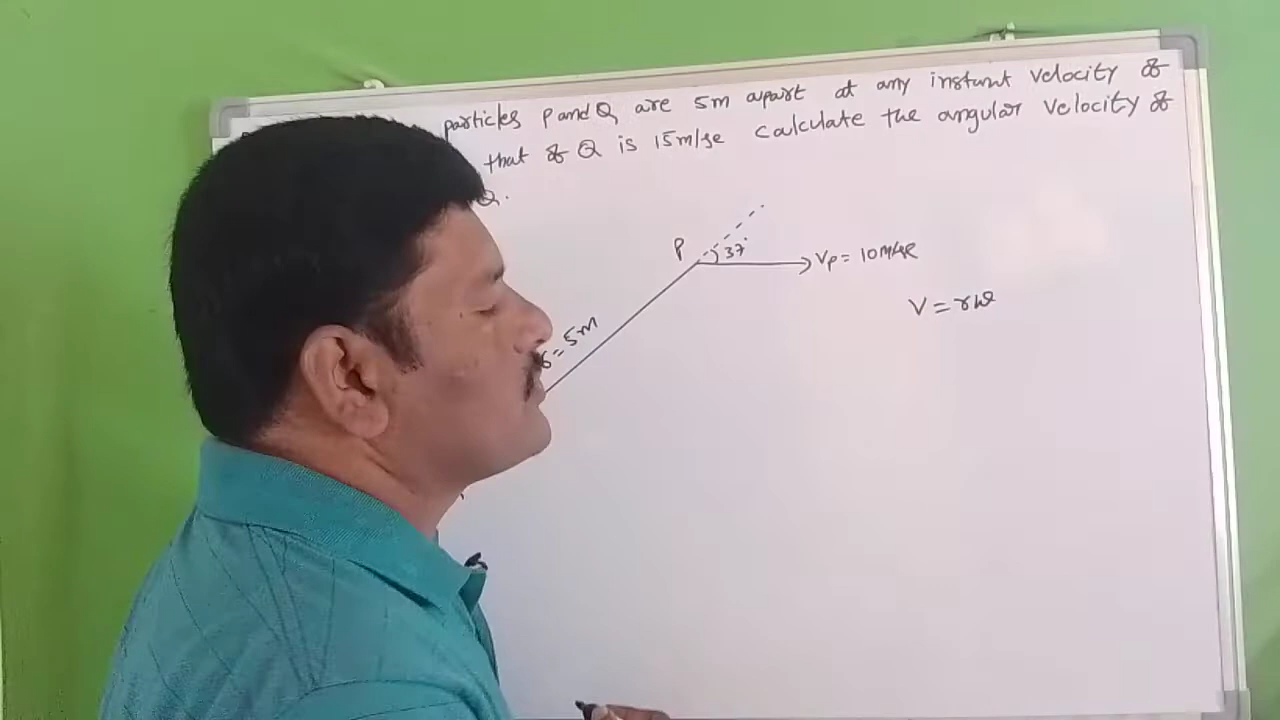 particles P and Q are 5m apart at any instant velocity of
that of Q is 15m/se calculate the angular velocity of
Q.
P
37°
Vp = 10m/se
= 5m
V = rω